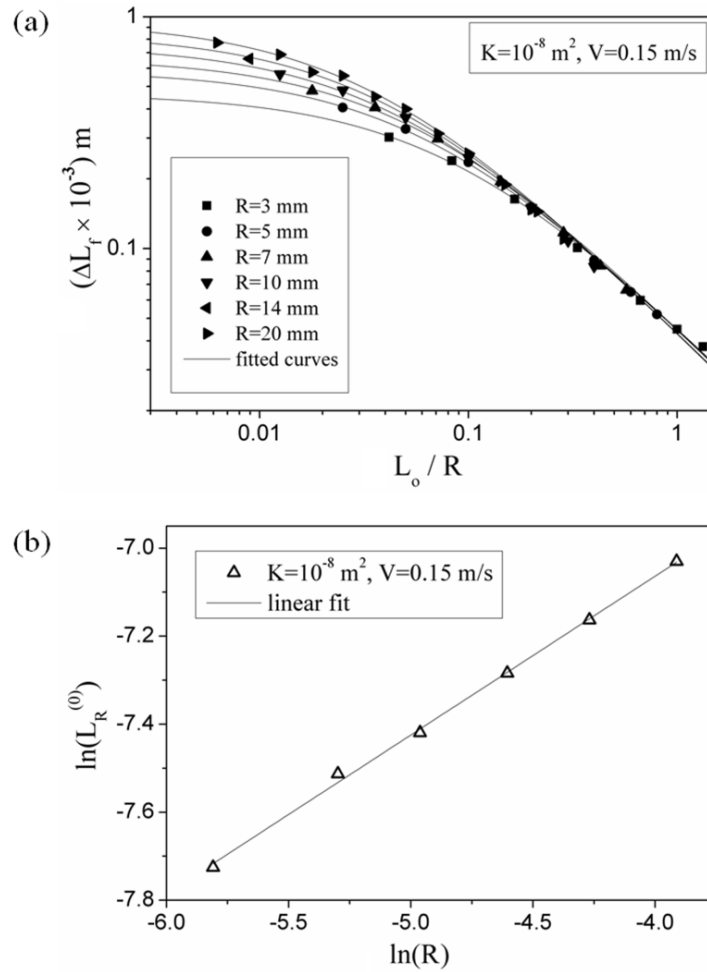 (a)
1
K=10⁻⁸ m², V=0.15 m/s
(ΔL_f × 10⁻³) m
R=3 mm
R=5 mm
R=7 mm
R=10 mm
R=14 mm
R=20 mm
fitted curves
0.1
0.01 0.1 1
L_o / R
(b)
-7.0
K=10⁻⁸ m², V=0.15 m/s
linear fit
-7.2
ln(L_R⁽⁰⁾)
-7.4
-7.6
-7.8
-6.0 -5.5 -5.0 -4.5 -4.0
ln(R)